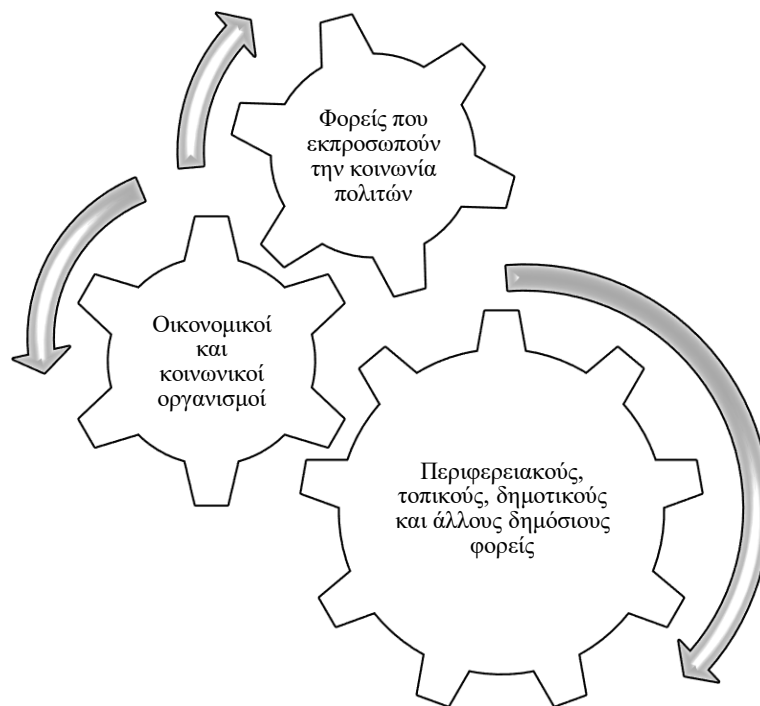 Φορείς που
εκπροσωπούν
την κοινωνία
πολιτών
Οικονομικοί
και
κοινωνικοί
οργανισμοί
Περιφερειακούς,
τοπικούς, δημοτικούς
και άλλους δημόσιους
φορείς